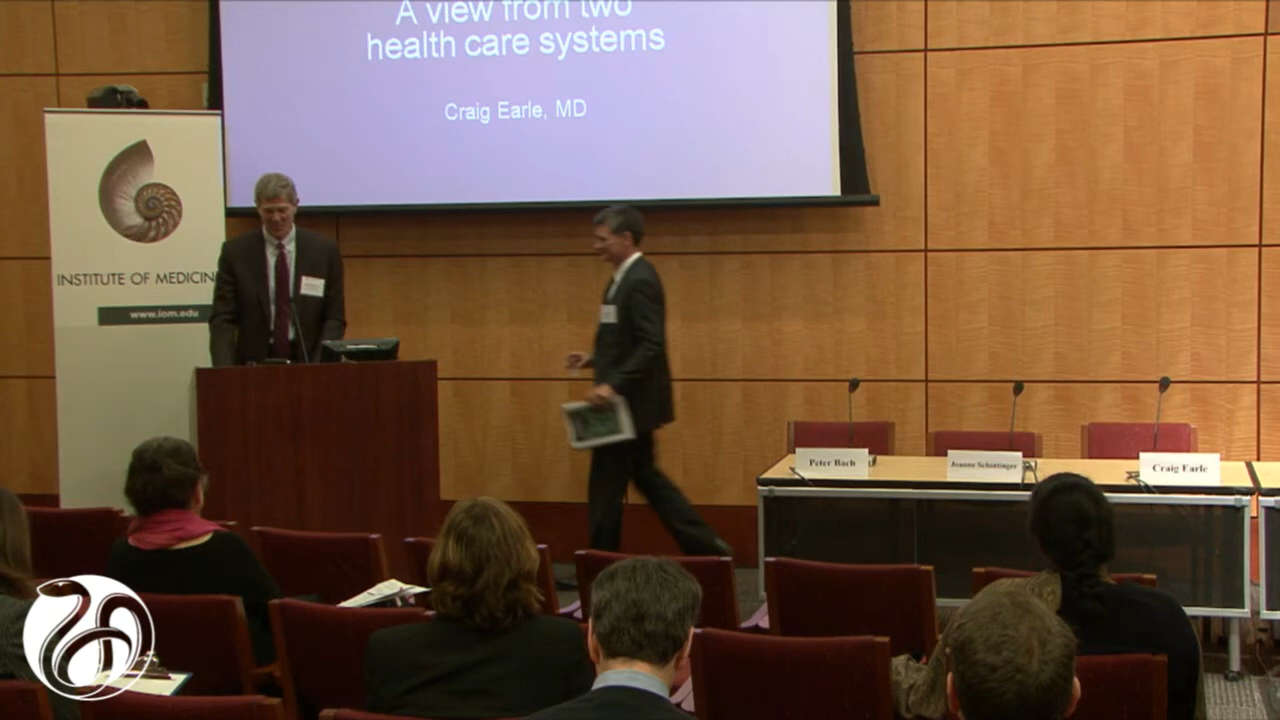 A view from two
health care systems
Craig Earle, MD
INSTITUTE OF MEDICIN
www.iom.edu
Peter Bach
Joanne Schottinger
Craig Earle